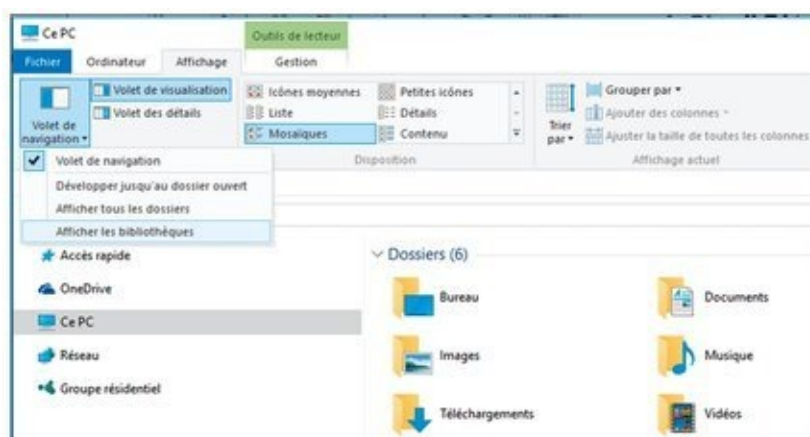 Ce PC
Outils de lecteur
Fichier Ordinateur Affichage Gestion
Volet de navigation
Volet de visualisation
Volet des détails
Icônes moyennes Petites icônes
Liste Détails
Mosaïques Contenu
Disposition
Trier par
Grouper par
Ajouter des colonnes
Ajuster la taille de toutes les colonnes
Affichage actuel
Volet de navigation
Développer jusqu'au dossier ouvert
Afficher tous les dossiers
Afficher les bibliothèques
Accès rapide
OneDrive
Ce PC
Réseau
Groupe résidentiel
Dossiers (6)
Bureau Documents
Images Musique
Téléchargements Vidéos